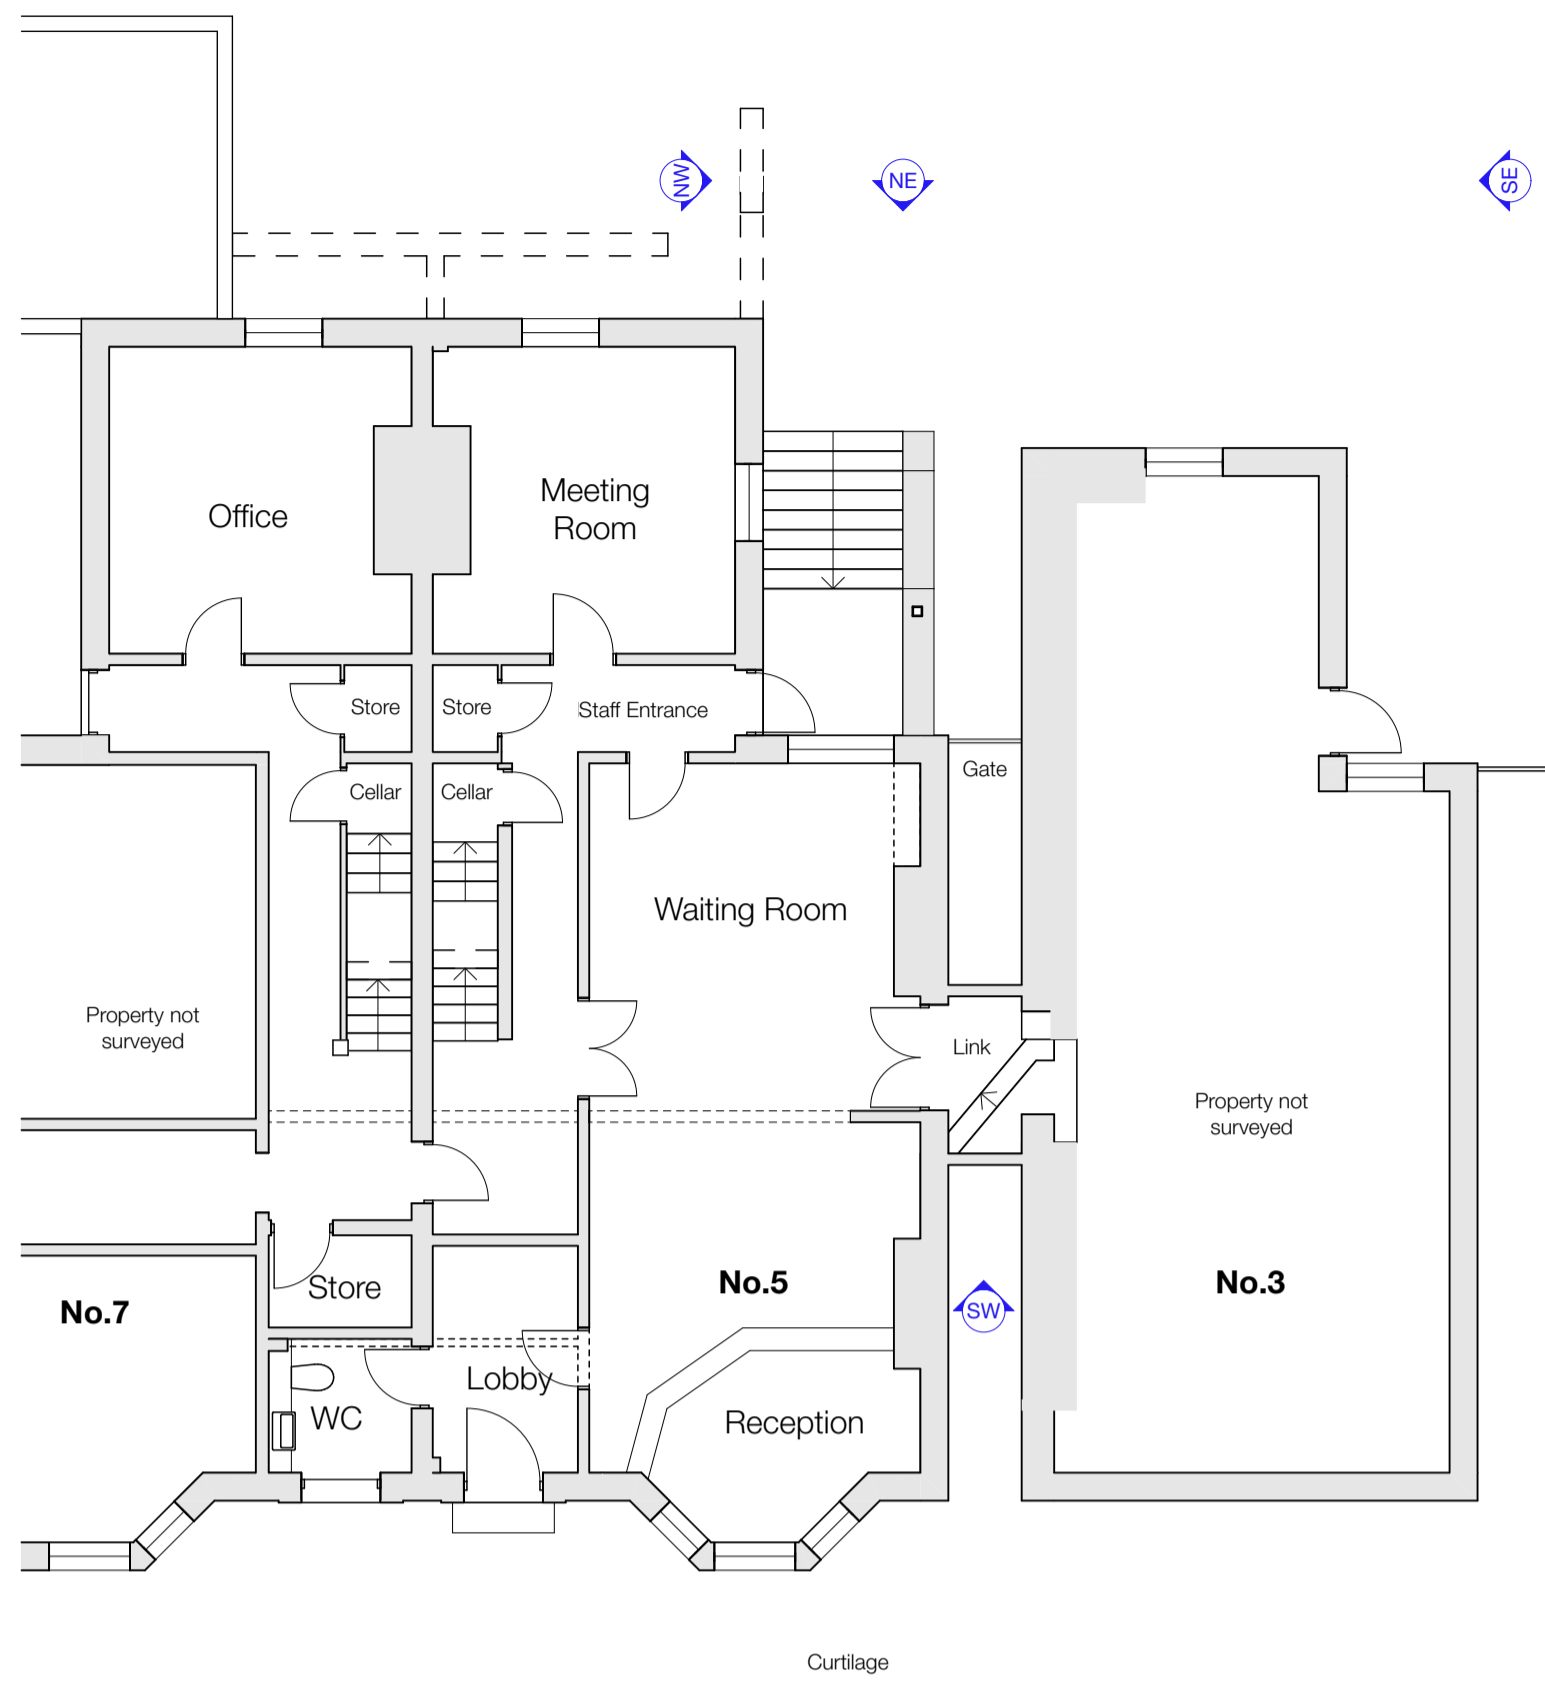 NW
NE
SE
Office
Meeting
Room
Store
Store
Staff Entrance
Cellar
Cellar
Gate
Waiting Room
Property not
surveyed
Link
Property not
surveyed
No.7
Store
No.5
SW
No.3
Lobby
WC
Reception
Curtilage